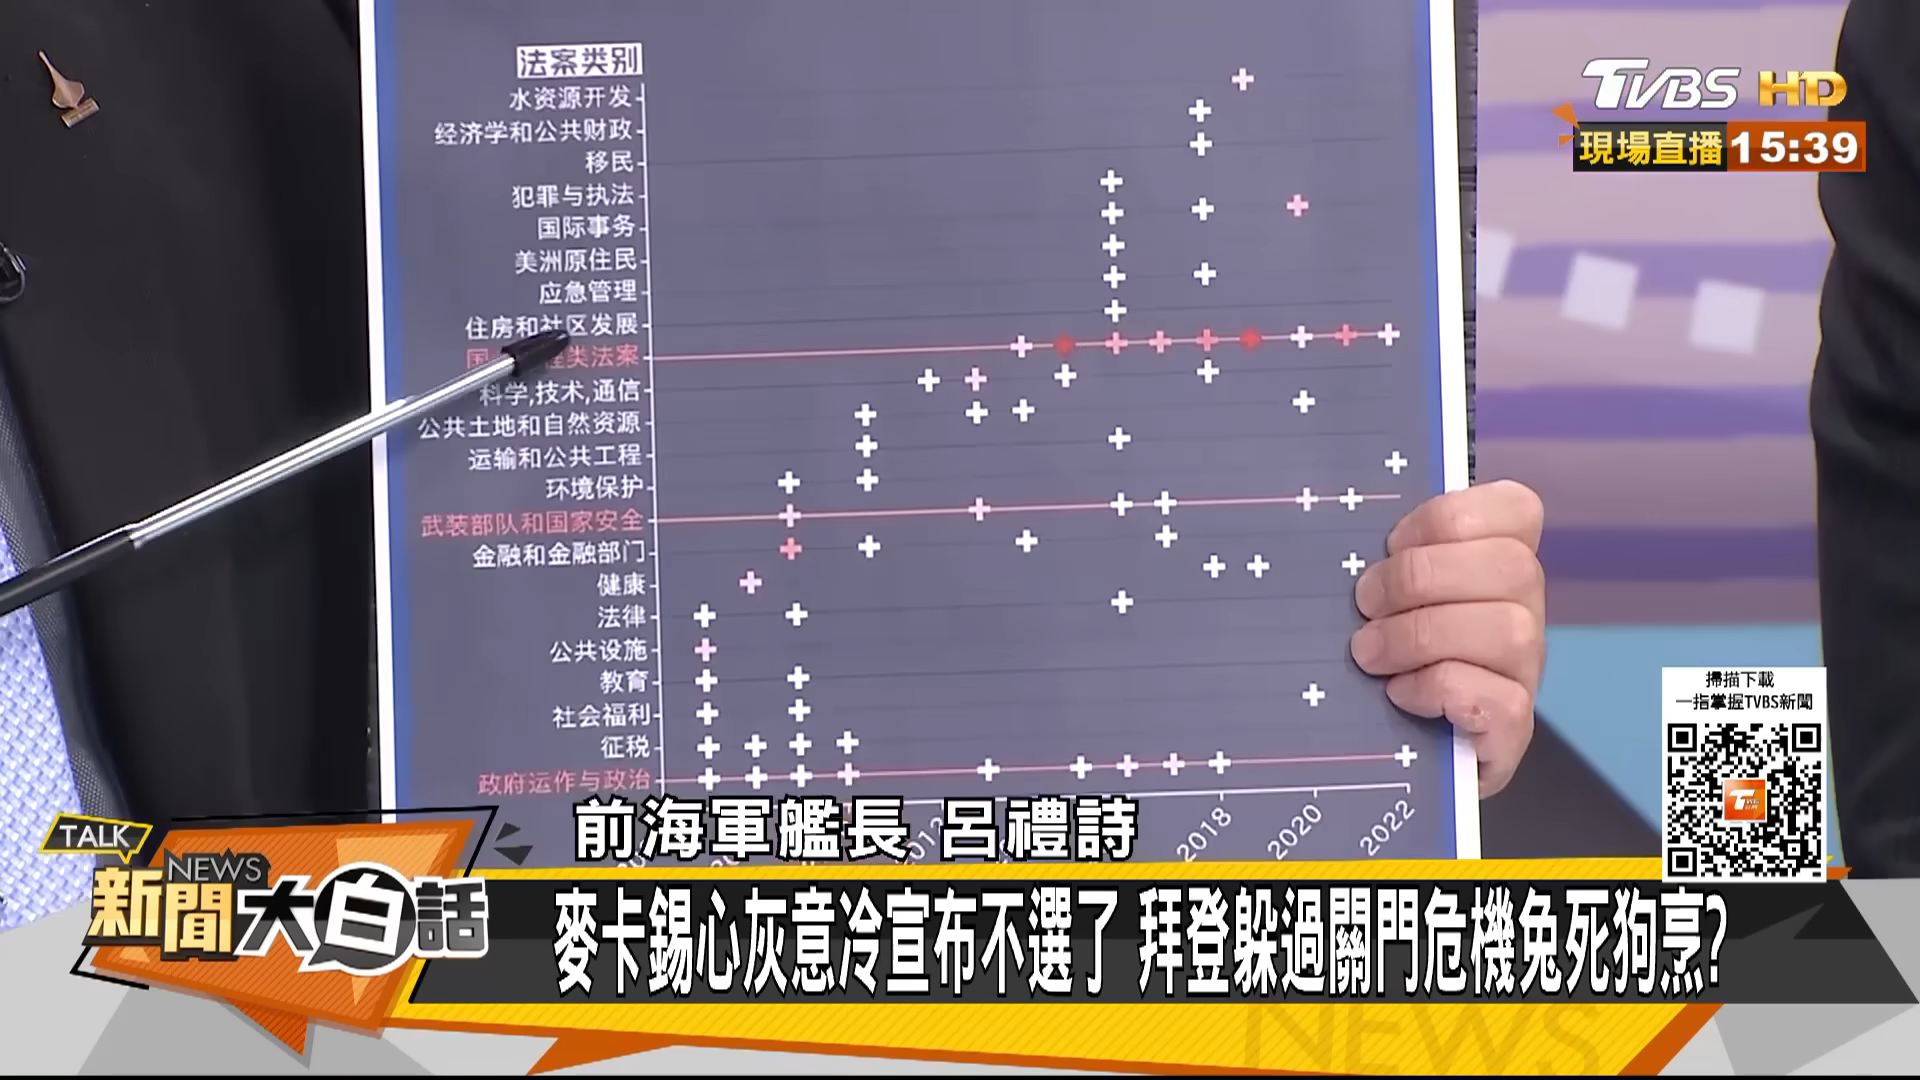 法案类别
水资源开发
经济学和公共财政
移民
犯罪与执法
国际事务
美洲原住民
应急管理
住房和社区发展
国 类法案
科学,技术,通信
公共土地和自然资源
运输和公共工程
环境保护
武装部队和国家安全
金融和金融部门
健康
法律
公共设施
教育
社会福利
征税
政府运作与政治
2018
2020
2022
TVBS HD
現場直播 15:39
掃描下載
一指掌握TVBS新聞
前海軍艦長 呂禮詩
TALK
NEWS
新聞大白話
麥卡錫心灰意冷宣布不選了 拜登躲過關門危機兔死狗烹?
NEWS